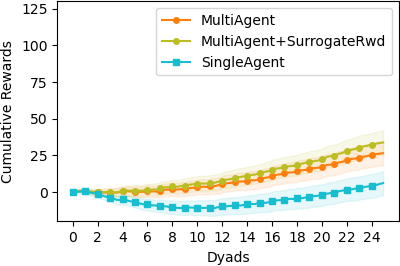 125
100
75
50
25
0
Cumulative Rewards
MultiAgent
MultiAgent+SurrogateRwd
SingleAgent
0 2 4 6 8 10 12 14 16 18 20 22 24
Dyads